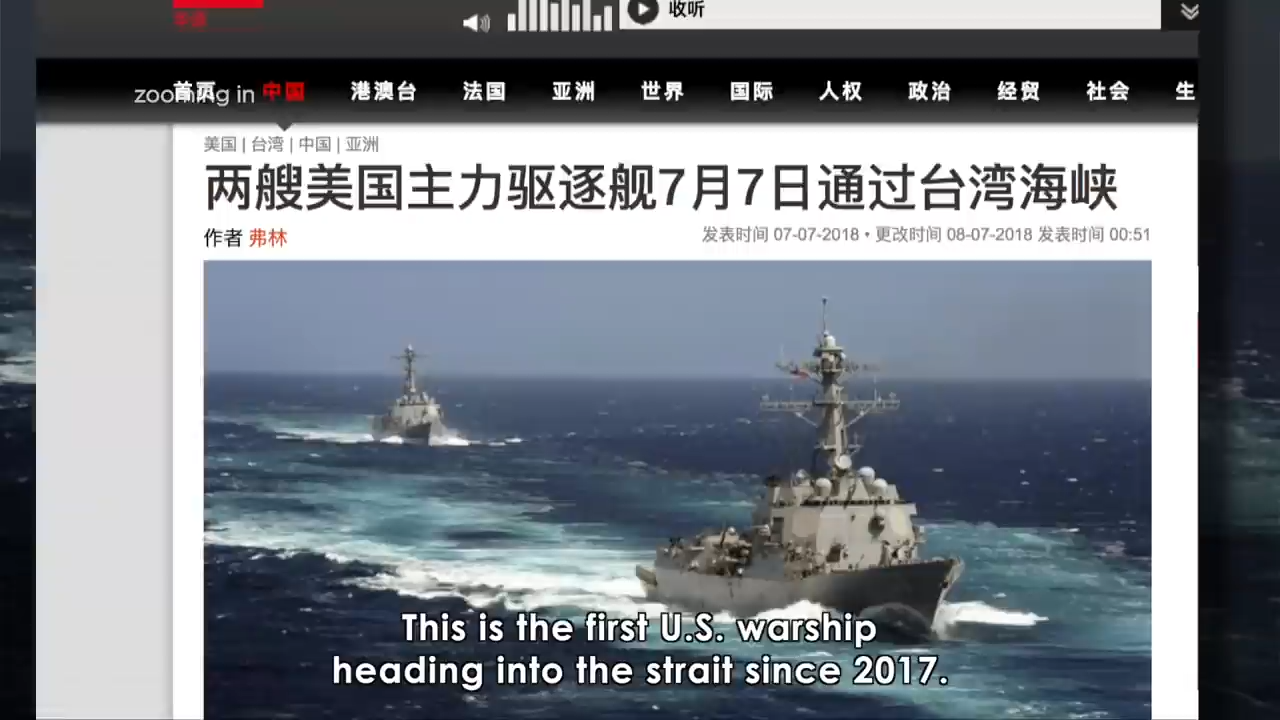 收听
zooming in
首页 中国 港澳台 法国 亚洲 世界 国际 人权 政治 经贸 社会 生
美国 | 台湾 | 中国 | 亚洲
两艘美国主力驱逐舰7月7日通过台湾海峡
作者 弗林
发表时间 07-07-2018 • 更改时间 08-07-2018 发表时间 00:51
This is the first U.S. warship
heading into the strait since 2017.